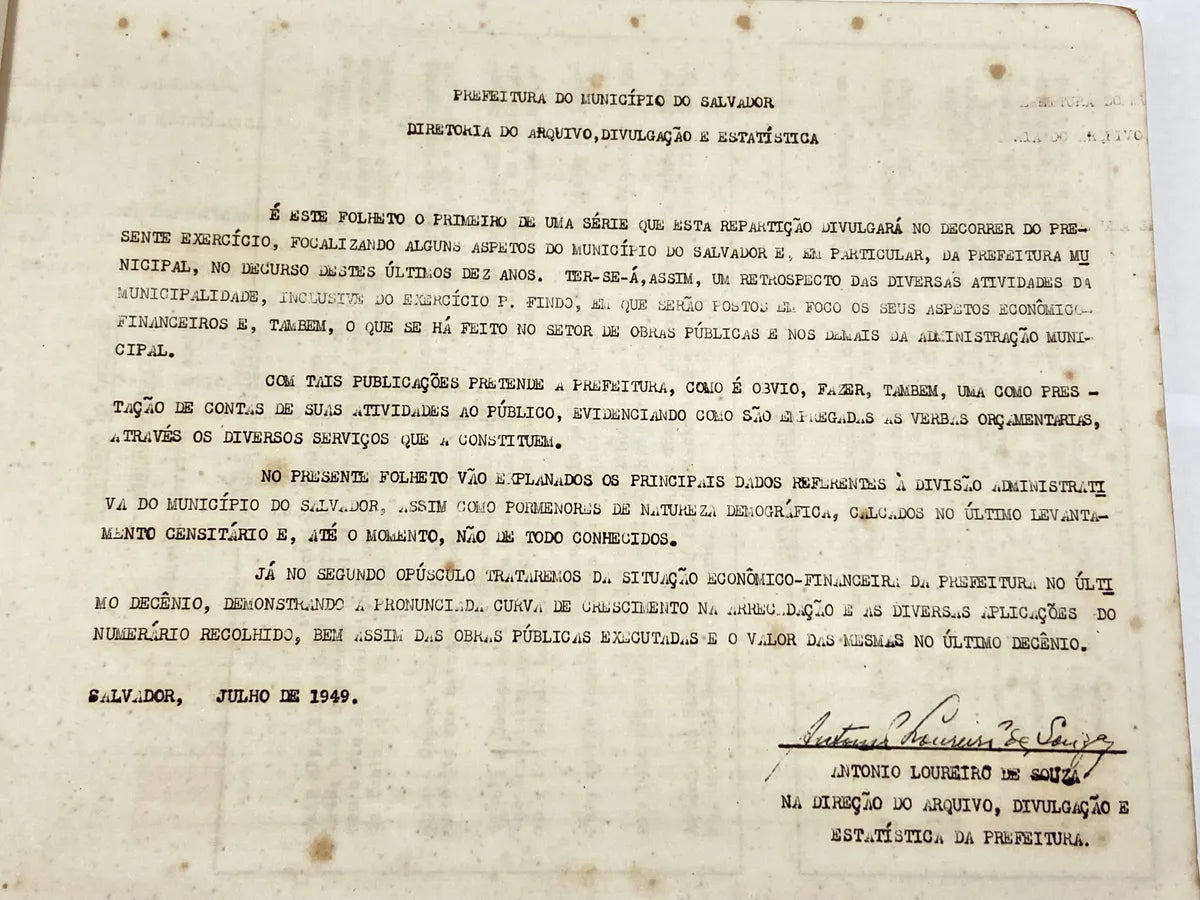 PREFEITURA DO MUNICÍPIO DO SALVADOR
DIRETORIA DO ARQUIVO, DIVULGAÇÃO E ESTATÍSTICA
É ESTE FOLHETO O PRIMEIRO DE UMA SÉRIE QUE ESTA REPARTIÇÃO DIVULGARÁ NO DECORRER DO PRE-
SENTE EXERCÍCIO, FOCALIZANDO ALGUNS ASPETOS DO MUNICÍPIO DO SALVADOR E, EM PARTICULAR, DA PREFEITURA MU
NICIPAL, NO DECURSO DESTES ÚLTIMOS DEZ ANOS. TER-SE-Á, ASSIM, UM RETROSPECTO DAS DIVERSAS ATIVIDADES DA
MUNICIPALIDADE, INCLUSIVE DO EXERCÍCIO P. FINDO, EM QUE SERÃO POSTOS EM FOCO OS SEUS ASPETOS ECONÔMICO-
FINANCEIROS E, TAMBEM, O QUE SE HÁ FEITO NO SETOR DE OBRAS PÚBLICAS E NOS DEMAIS DA ADMINISTRAÇÃO MUNI-
CIPAL.
COM TAIS PUBLICAÇÕES PRETENDE A PREFEITURA, COMO É OBVIO, FAZER, TAMBEM, UMA COMO PRES-
TAÇÃO DE CONTAS DE SUAS ATIVIDADES AO PÚBLICO, EVIDENCIANDO COMO SÃO EMPREGADAS AS VERBAS ORÇAMENTARIAS,
ATRAVÉS OS DIVERSOS SERVIÇOS QUE A CONSTITUEM.
NO PRESENTE FOLHETO VÃO EXPLANADOS OS PRINCIPAIS DADOS REFERENTES À DIVISÃO ADMINISTRATI
VA DO MUNICÍPIO DO SALVADOR, ASSIM COMO PORMENORES DE NATUREZA DEMOGRÁFICA, CALCADOS NO ÚLTIMO LEVANTA-
MENTO CENSITÁRIO E, ATÉ O MOMENTO, NÃO DE TODO CONHECIDOS.
JÁ NO SEGUNDO OPÚSCULO TRATAREMOS DA SITUAÇÃO ECONÔMICO-FINANCEIRA DA PREFEITURA NO ÚLTI
MO DECÊNIO, DEMONSTRANDO A PRONUNCIADA CURVA DE CRESCIMENTO NA ARRECADAÇÃO E AS DIVERSAS APLICAÇÕES DO
NUMERÁRIO RECOLHIDO, BEM ASSIM DAS OBRAS PÚBLICAS EXECUTADAS E O VALOR DAS MESMAS NO ÚLTIMO DECÊNIO.
SALVADOR, JULHO DE 1949.
Antonio Loureiro de Souza
ANTONIO LOUREIRO DE SOUZA
NA DIREÇÃO DO ARQUIVO, DIVULGAÇÃO E
ESTATÍSTICA DA PREFEITURA.